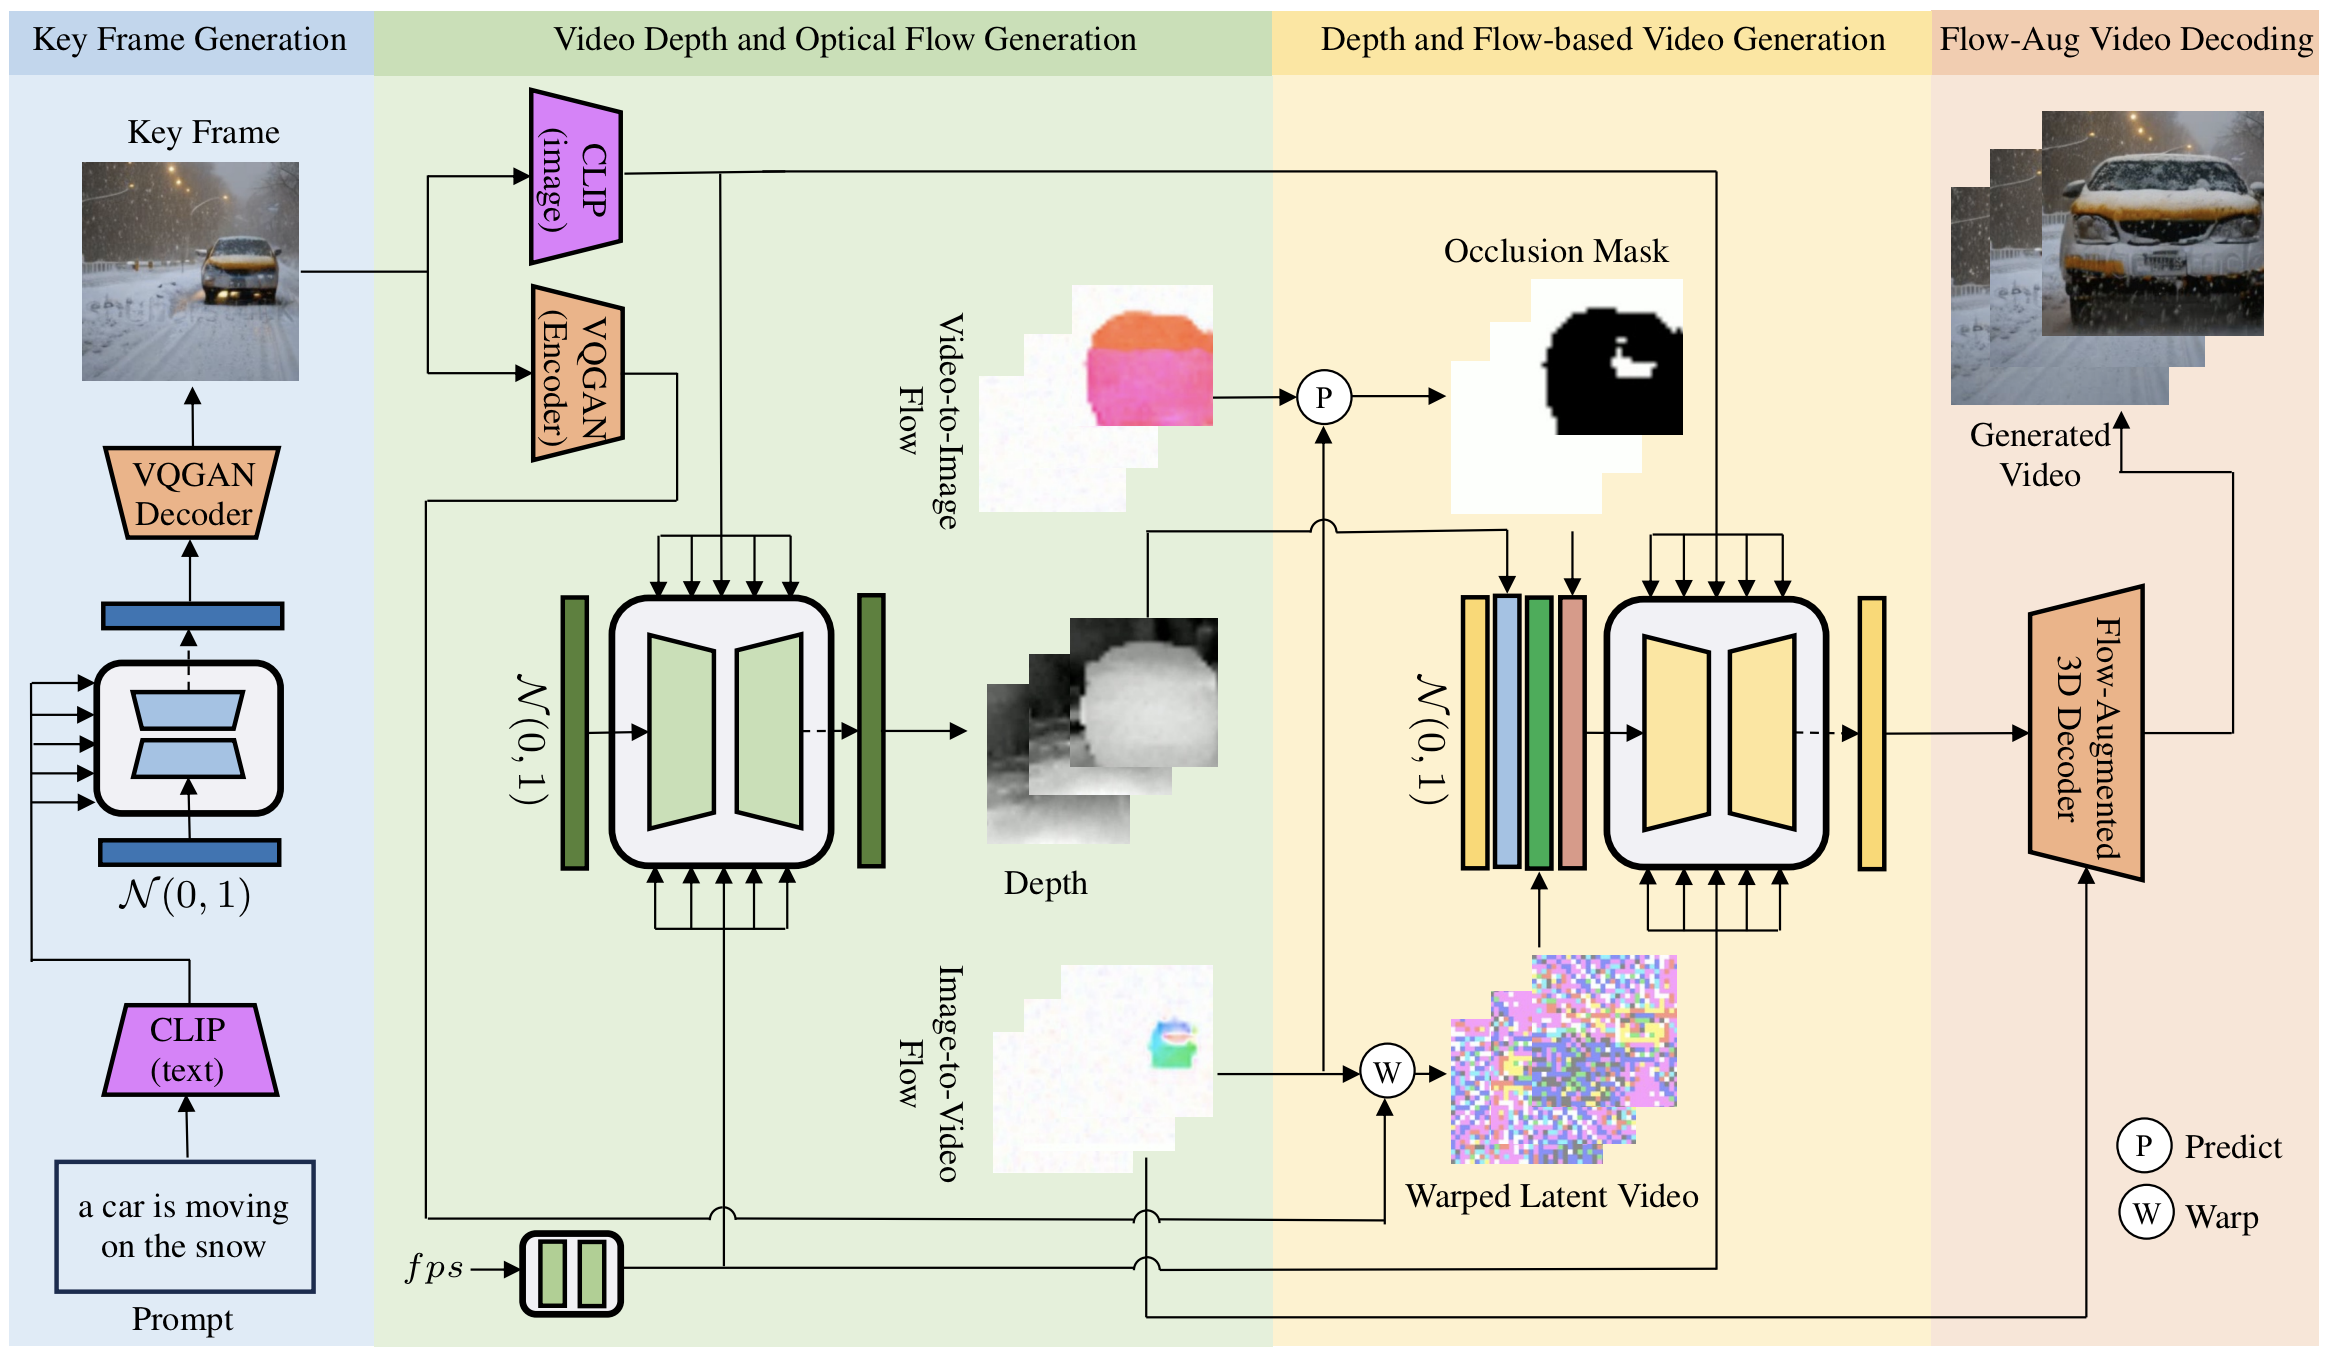 Key Frame Generation
Video Depth and Optical Flow Generation
Depth and Flow-based Video Generation
Flow-Aug Video Decoding
Key Frame
VQGAN
Decoder
𝒩(0, 1)
CLIP
(text)
a car is moving
on the snow
Prompt
CLIP
(image)
VQGAN
(Encoder)
𝒩(0, 1)
fps
Video-to-Image
Flow
Depth
Image-to-Video
Flow
P
Occlusion Mask
𝒩(0, 1)
W
Warped Latent Video
Generated
Video
Flow-Augmented
3D Decoder
P Predict
W Warp